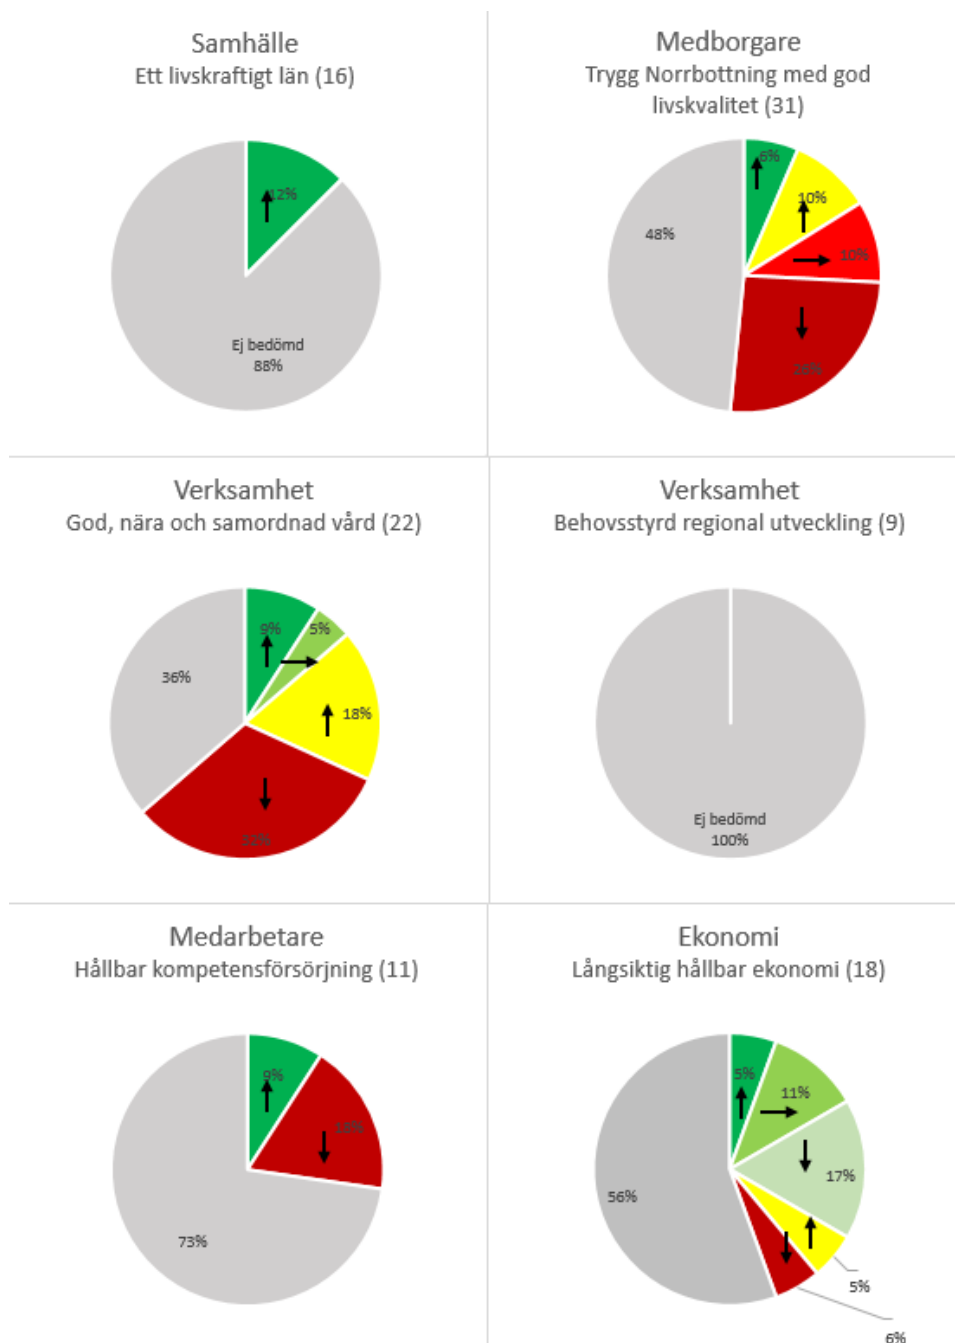 Samhälle
Ett livskraftigt län (16)
12%
Ej bedömd
88%
Medborgare
Trygg Norrbottning med god
livskvalitet (31)
6%
10%
10%
26%
48%
Verksamhet
God, nära och samordnad vård (22)
9%
5%
18%
32%
36%
Verksamhet
Behovsstyrd regional utveckling (9)
Ej bedömd
100%
Medarbetare
Hållbar kompetensförsörjning (11)
9%
73%
Ekonomi
Långsiktig hållbar ekonomi (18)
5%
11%
17%
5%
6%
56%